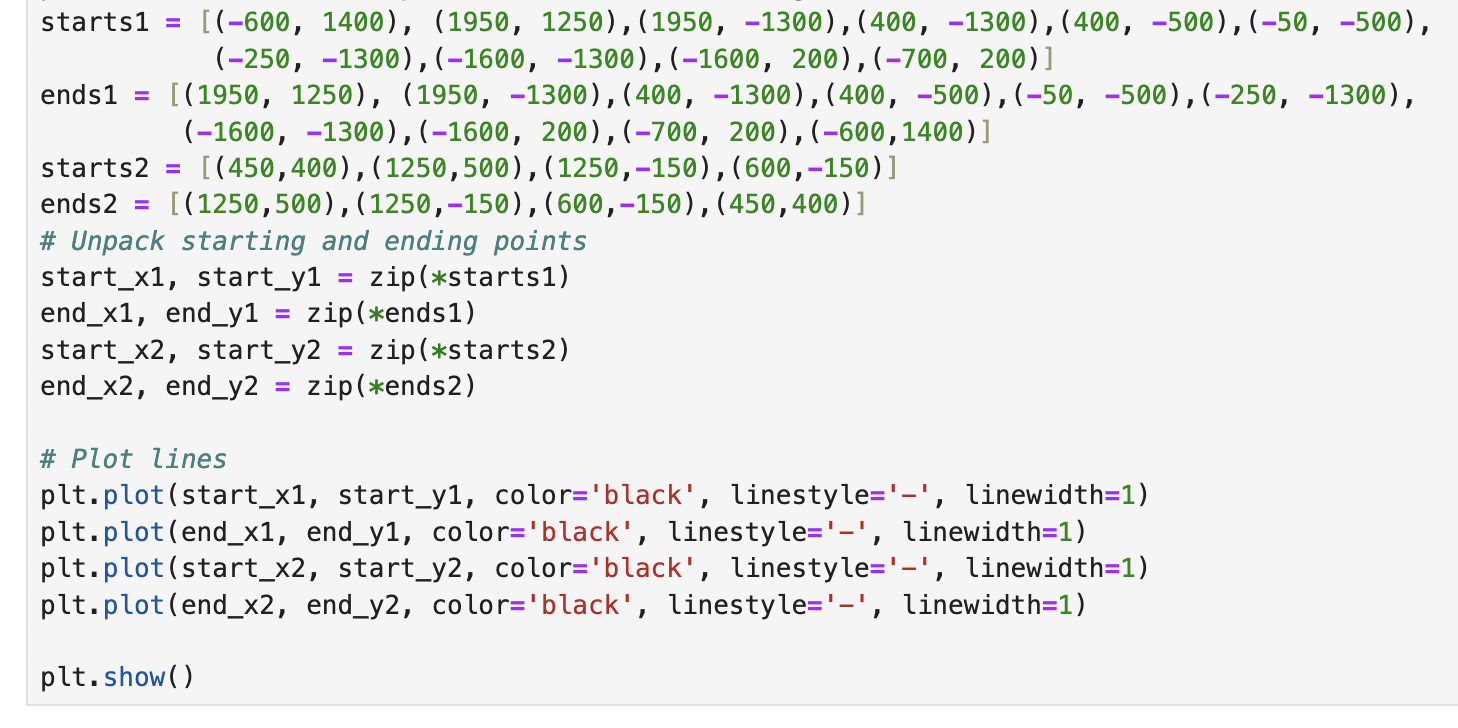 starts1 = [(-600, 1400), (1950, 1250),(1950, -1300),(400, -1300),(400, -500),(-50, -500),
(-250, -1300),(-1600, -1300),(-1600, 200),(-700, 200)]
ends1 = [(1950, 1250), (1950, -1300),(400, -1300),(400, -500),(-50, -500),(-250, -1300),
(-1600, -1300),(-1600, 200),(-700, 200),(-600,1400)]
starts2 = [(450,400),(1250,500),(1250,-150),(600,-150)]
ends2 = [(1250,500),(1250,-150),(600,-150),(450,400)]
# Unpack starting and ending points
start_x1, start_y1 = zip(*starts1)
end_x1, end_y1 = zip(*ends1)
start_x2, start_y2 = zip(*starts2)
end_x2, end_y2 = zip(*ends2)
# Plot lines
plt.plot(start_x1, start_y1, color='black', linestyle='-', linewidth=1)
plt.plot(end_x1, end_y1, color='black', linestyle='-', linewidth=1)
plt.plot(start_x2, start_y2, color='black', linestyle='-', linewidth=1)
plt.plot(end_x2, end_y2, color='black', linestyle='-', linewidth=1)
plt.show()